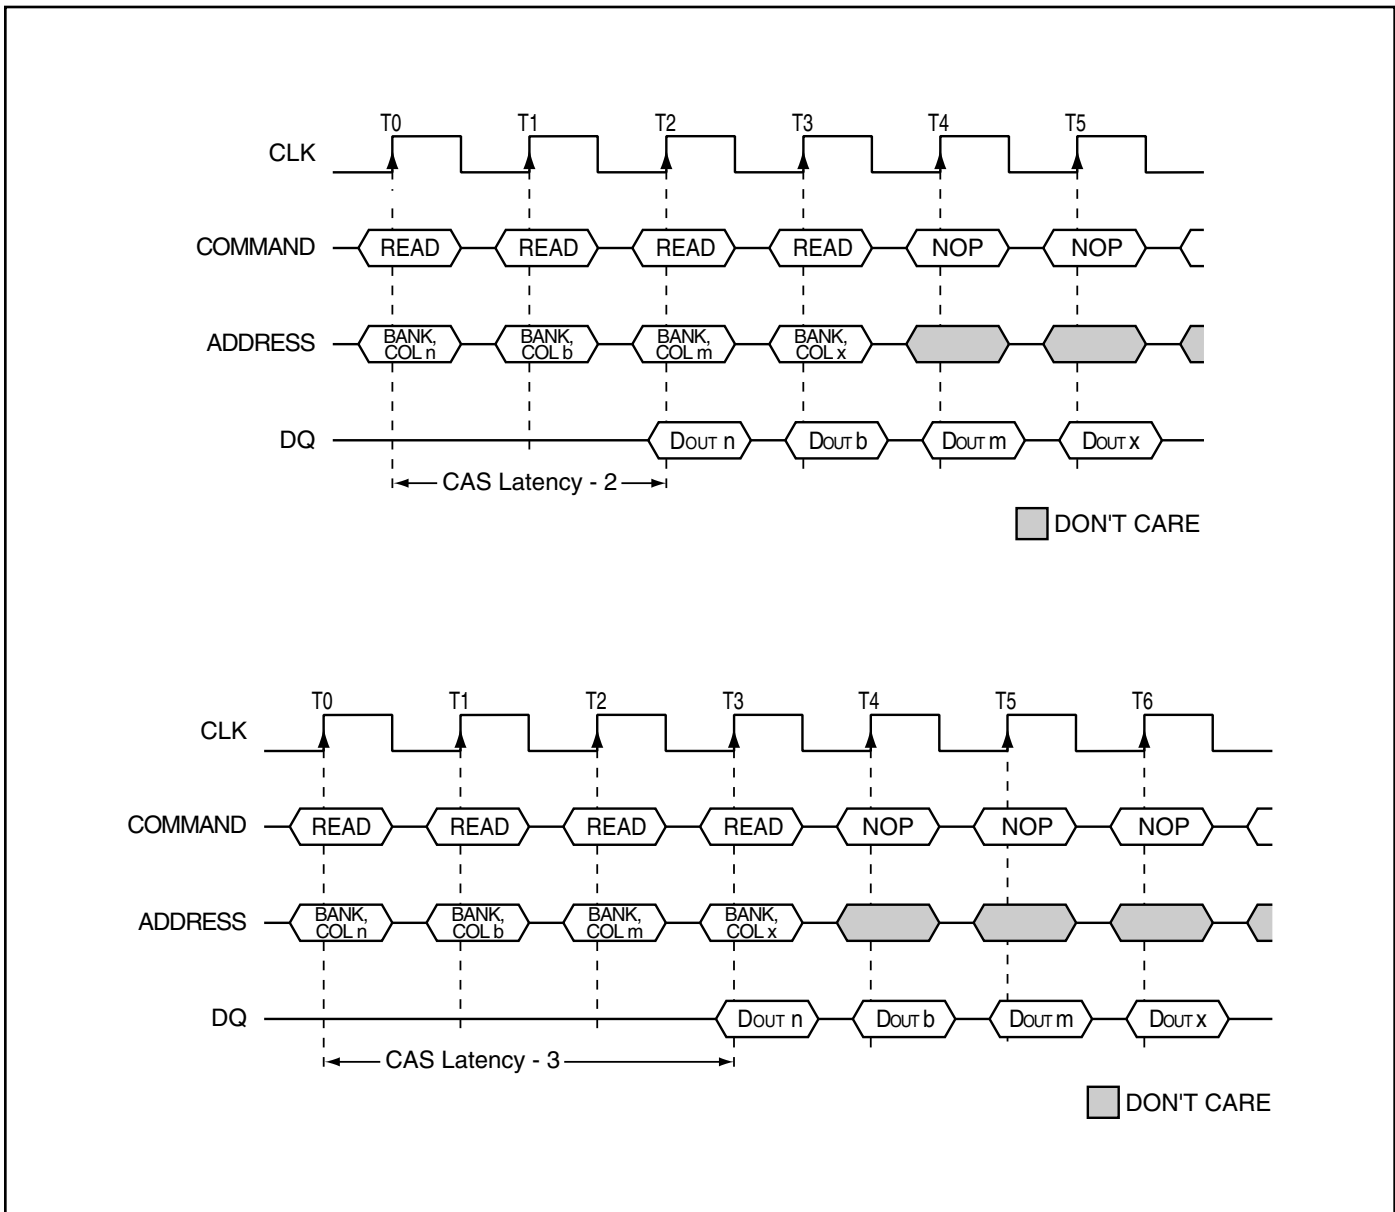 T0 T1 T2 T3 T4 T5
CLK
COMMAND READ READ READ READ NOP NOP
ADDRESS BANK, COL n BANK, COL b BANK, COL m BANK, COL x
DQ DOUT n DOUT b DOUT m DOUT x
CAS Latency - 2
DON'T CARE
T0 T1 T2 T3 T4 T5 T6
CLK
COMMAND READ READ READ READ NOP NOP NOP
ADDRESS BANK, COL n BANK, COL b BANK, COL m BANK, COL x
DQ DOUT n DOUT b DOUT m DOUT x
CAS Latency - 3
DON'T CARE